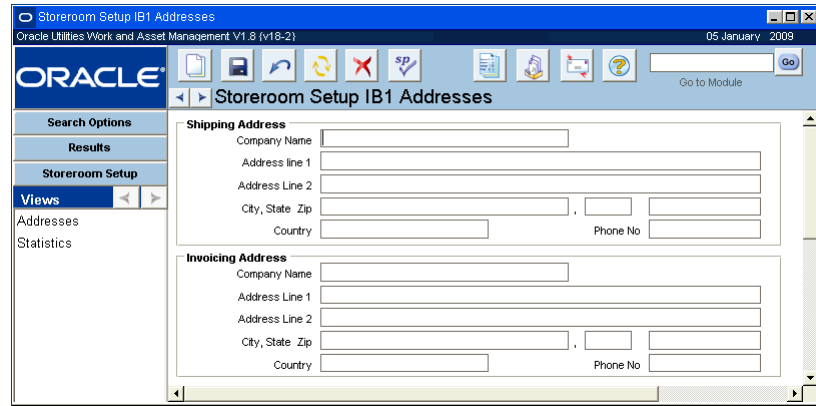 Storeroom Setup IB1 Addresses
Oracle Utilities Work and Asset Management V1.8 {v18-2} 05 January 2009
ORACLE®
sp
?
Go
Go to Module
Storeroom Setup IB1 Addresses
Search Options
Results
Storeroom Setup
Views
Addresses
Statistics
Shipping Address
Company Name
Address line 1
Address Line 2
City, State Zip ,
Country Phone No
Invoicing Address
Company Name
Address Line 1
Address Line 2
City, State Zip ,
Country Phone No